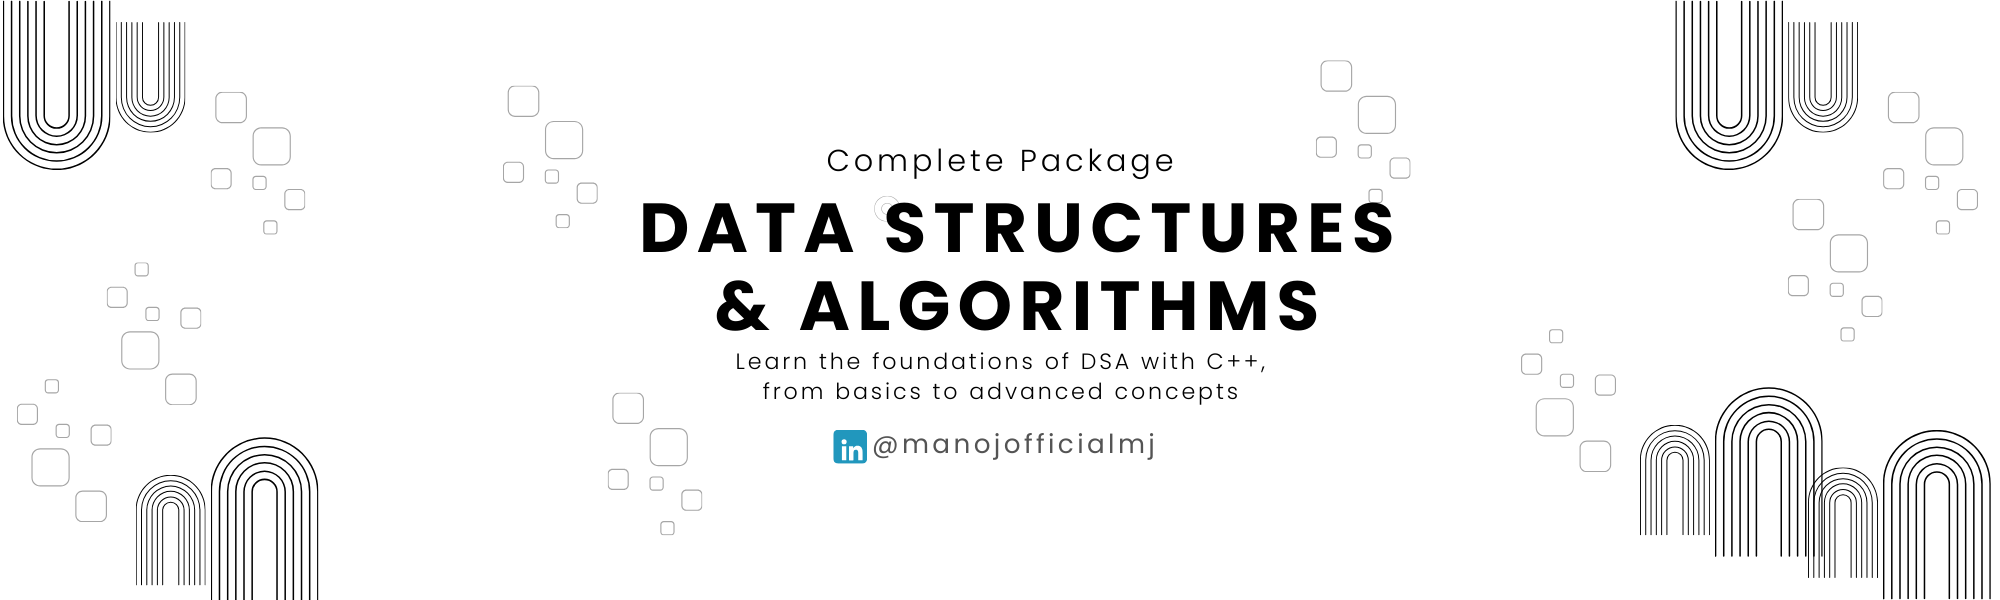 Complete Package
DATA STRUCTURES
& ALGORITHMS
Learn the foundations of DSA with C++,
from basics to advanced concepts
in @manojofficialmj